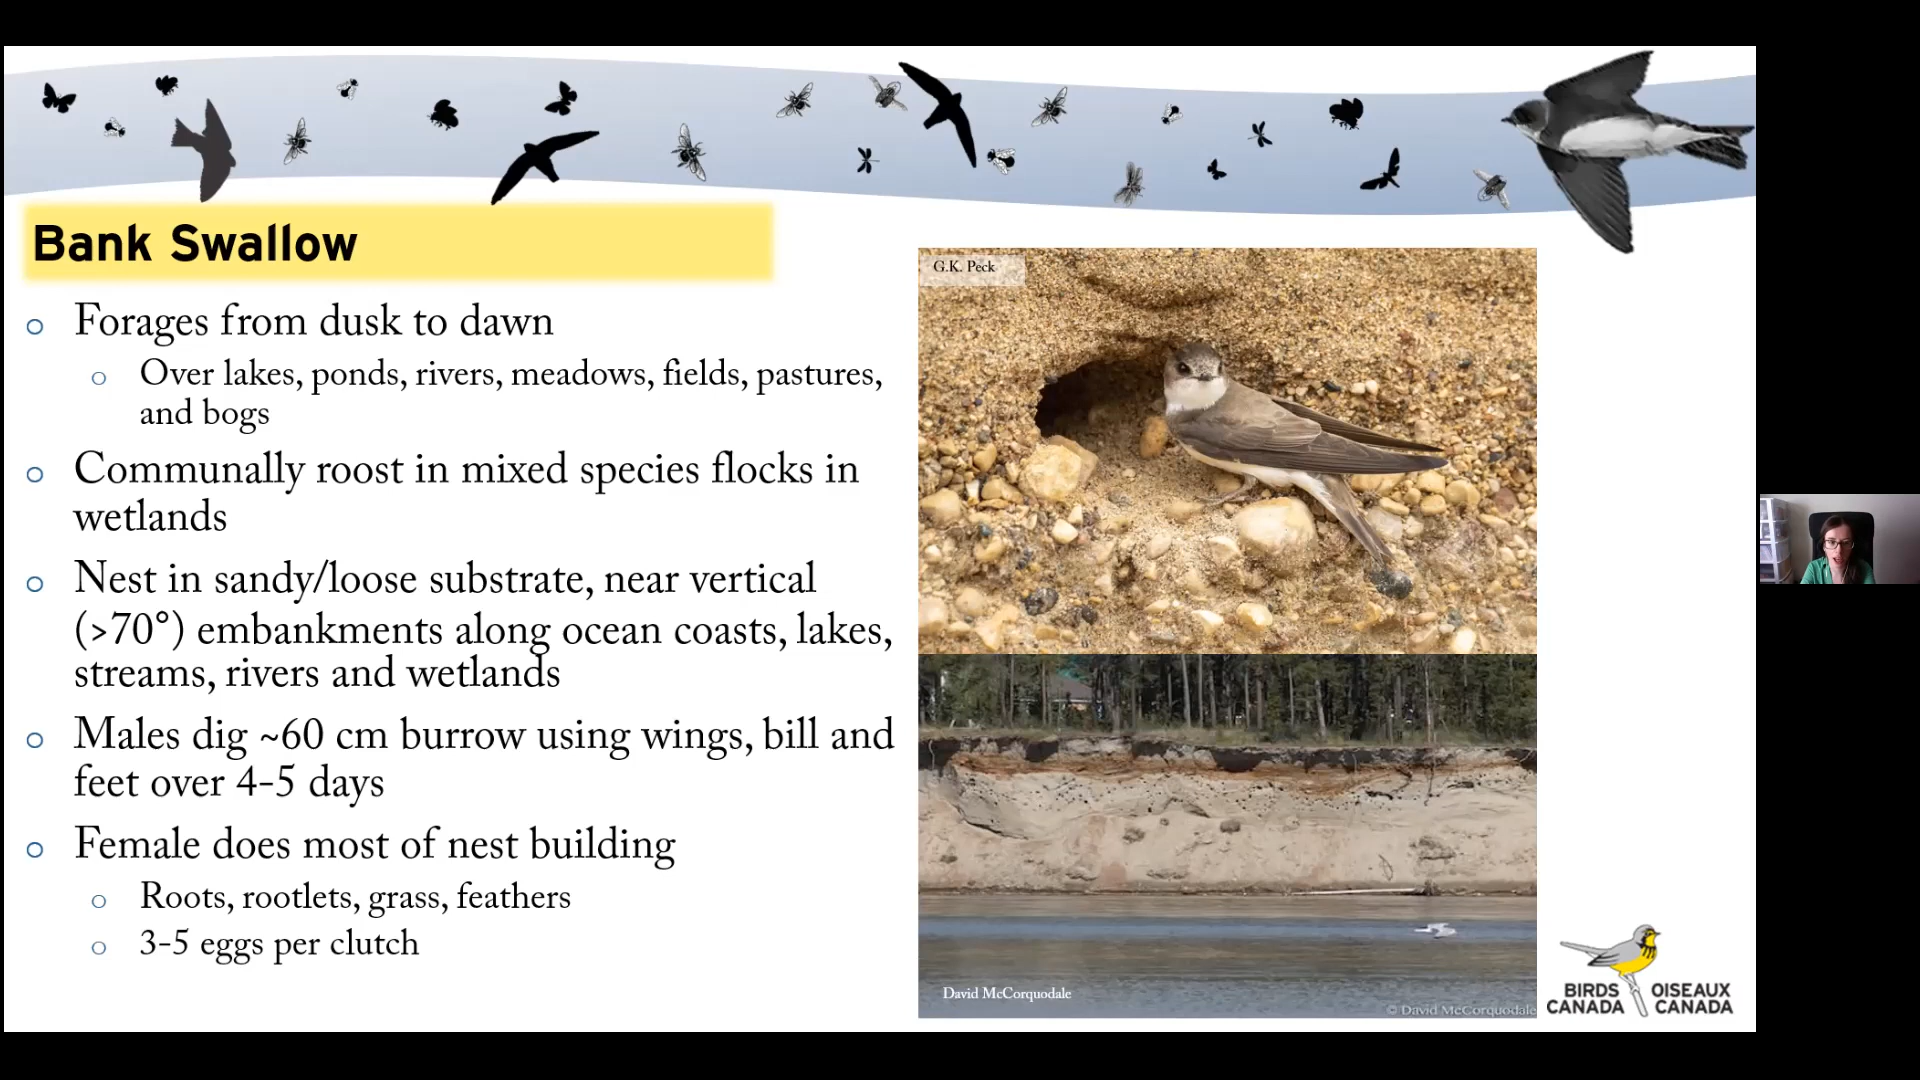 Bank Swallow
Forages from dusk to dawn
Over lakes, ponds, rivers, meadows, fields, pastures,
and bogs
Communally roost in mixed species flocks in
wetlands
Nest in sandy/loose substrate, near vertical
(>70°) embankments along ocean coasts, lakes,
streams, rivers and wetlands
Males dig ~60 cm burrow using wings, bill and
feet over 4-5 days
Female does most of nest building
Roots, rootlets, grass, feathers
3-5 eggs per clutch
G.K. Peck
David McCorquodale
© David McCorquodale
BIRDS OISEAUX
CANADA CANADA